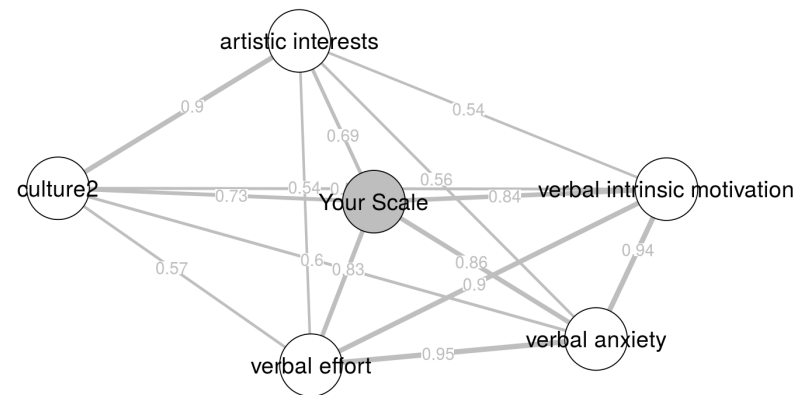 artistic interests
0.9
0.54
0.69
0.56
culture2
0.73
0.54
0.
Your Scale
0.84
verbal intrinsic motivation
0.57
0.6
0.83
0.86
0.9
0.94
verbal effort
0.95
verbal anxiety